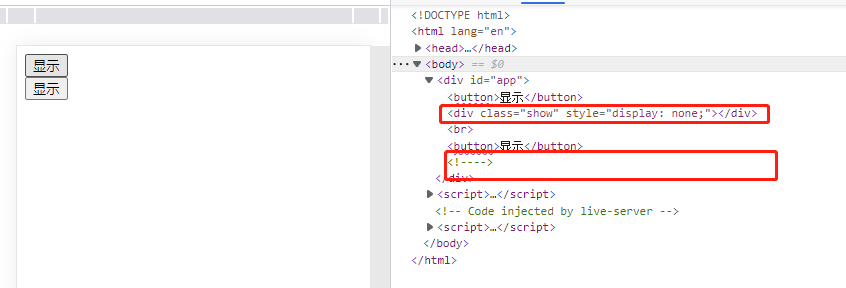 显示
显示
<!DOCTYPE html>
<html lang="en">
▶<head>…</head>
···▼<body> == $0
▼<div id="app">
<button>显示</button>
<div class="show" style="display: none;"></div>
<br>
<button>显示</button>
<!---->
</div>
▶<script>…</script>
<!-- Code injected by live-server -->
▶<script>…</script>
</body>
</html>